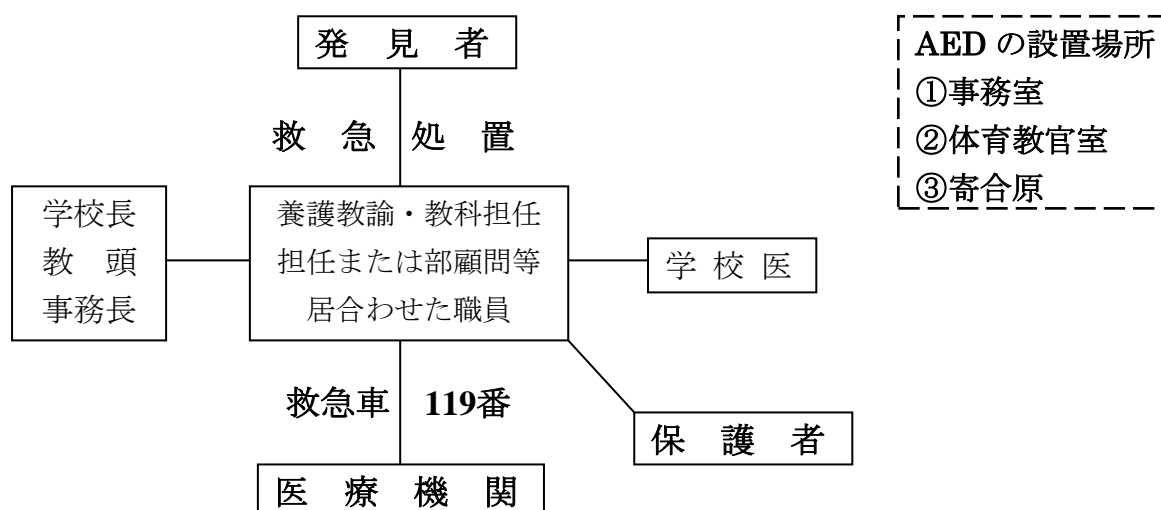 発 見 者
AED の設置場所
①事務室
②体育教官室
③寄合原
救 急 処 置
学校長
教 頭
事務長
養護教諭・教科担任
担任または部顧問等
居合わせた職員
学 校 医
救急車 119番
保 護 者
医 療 機 関